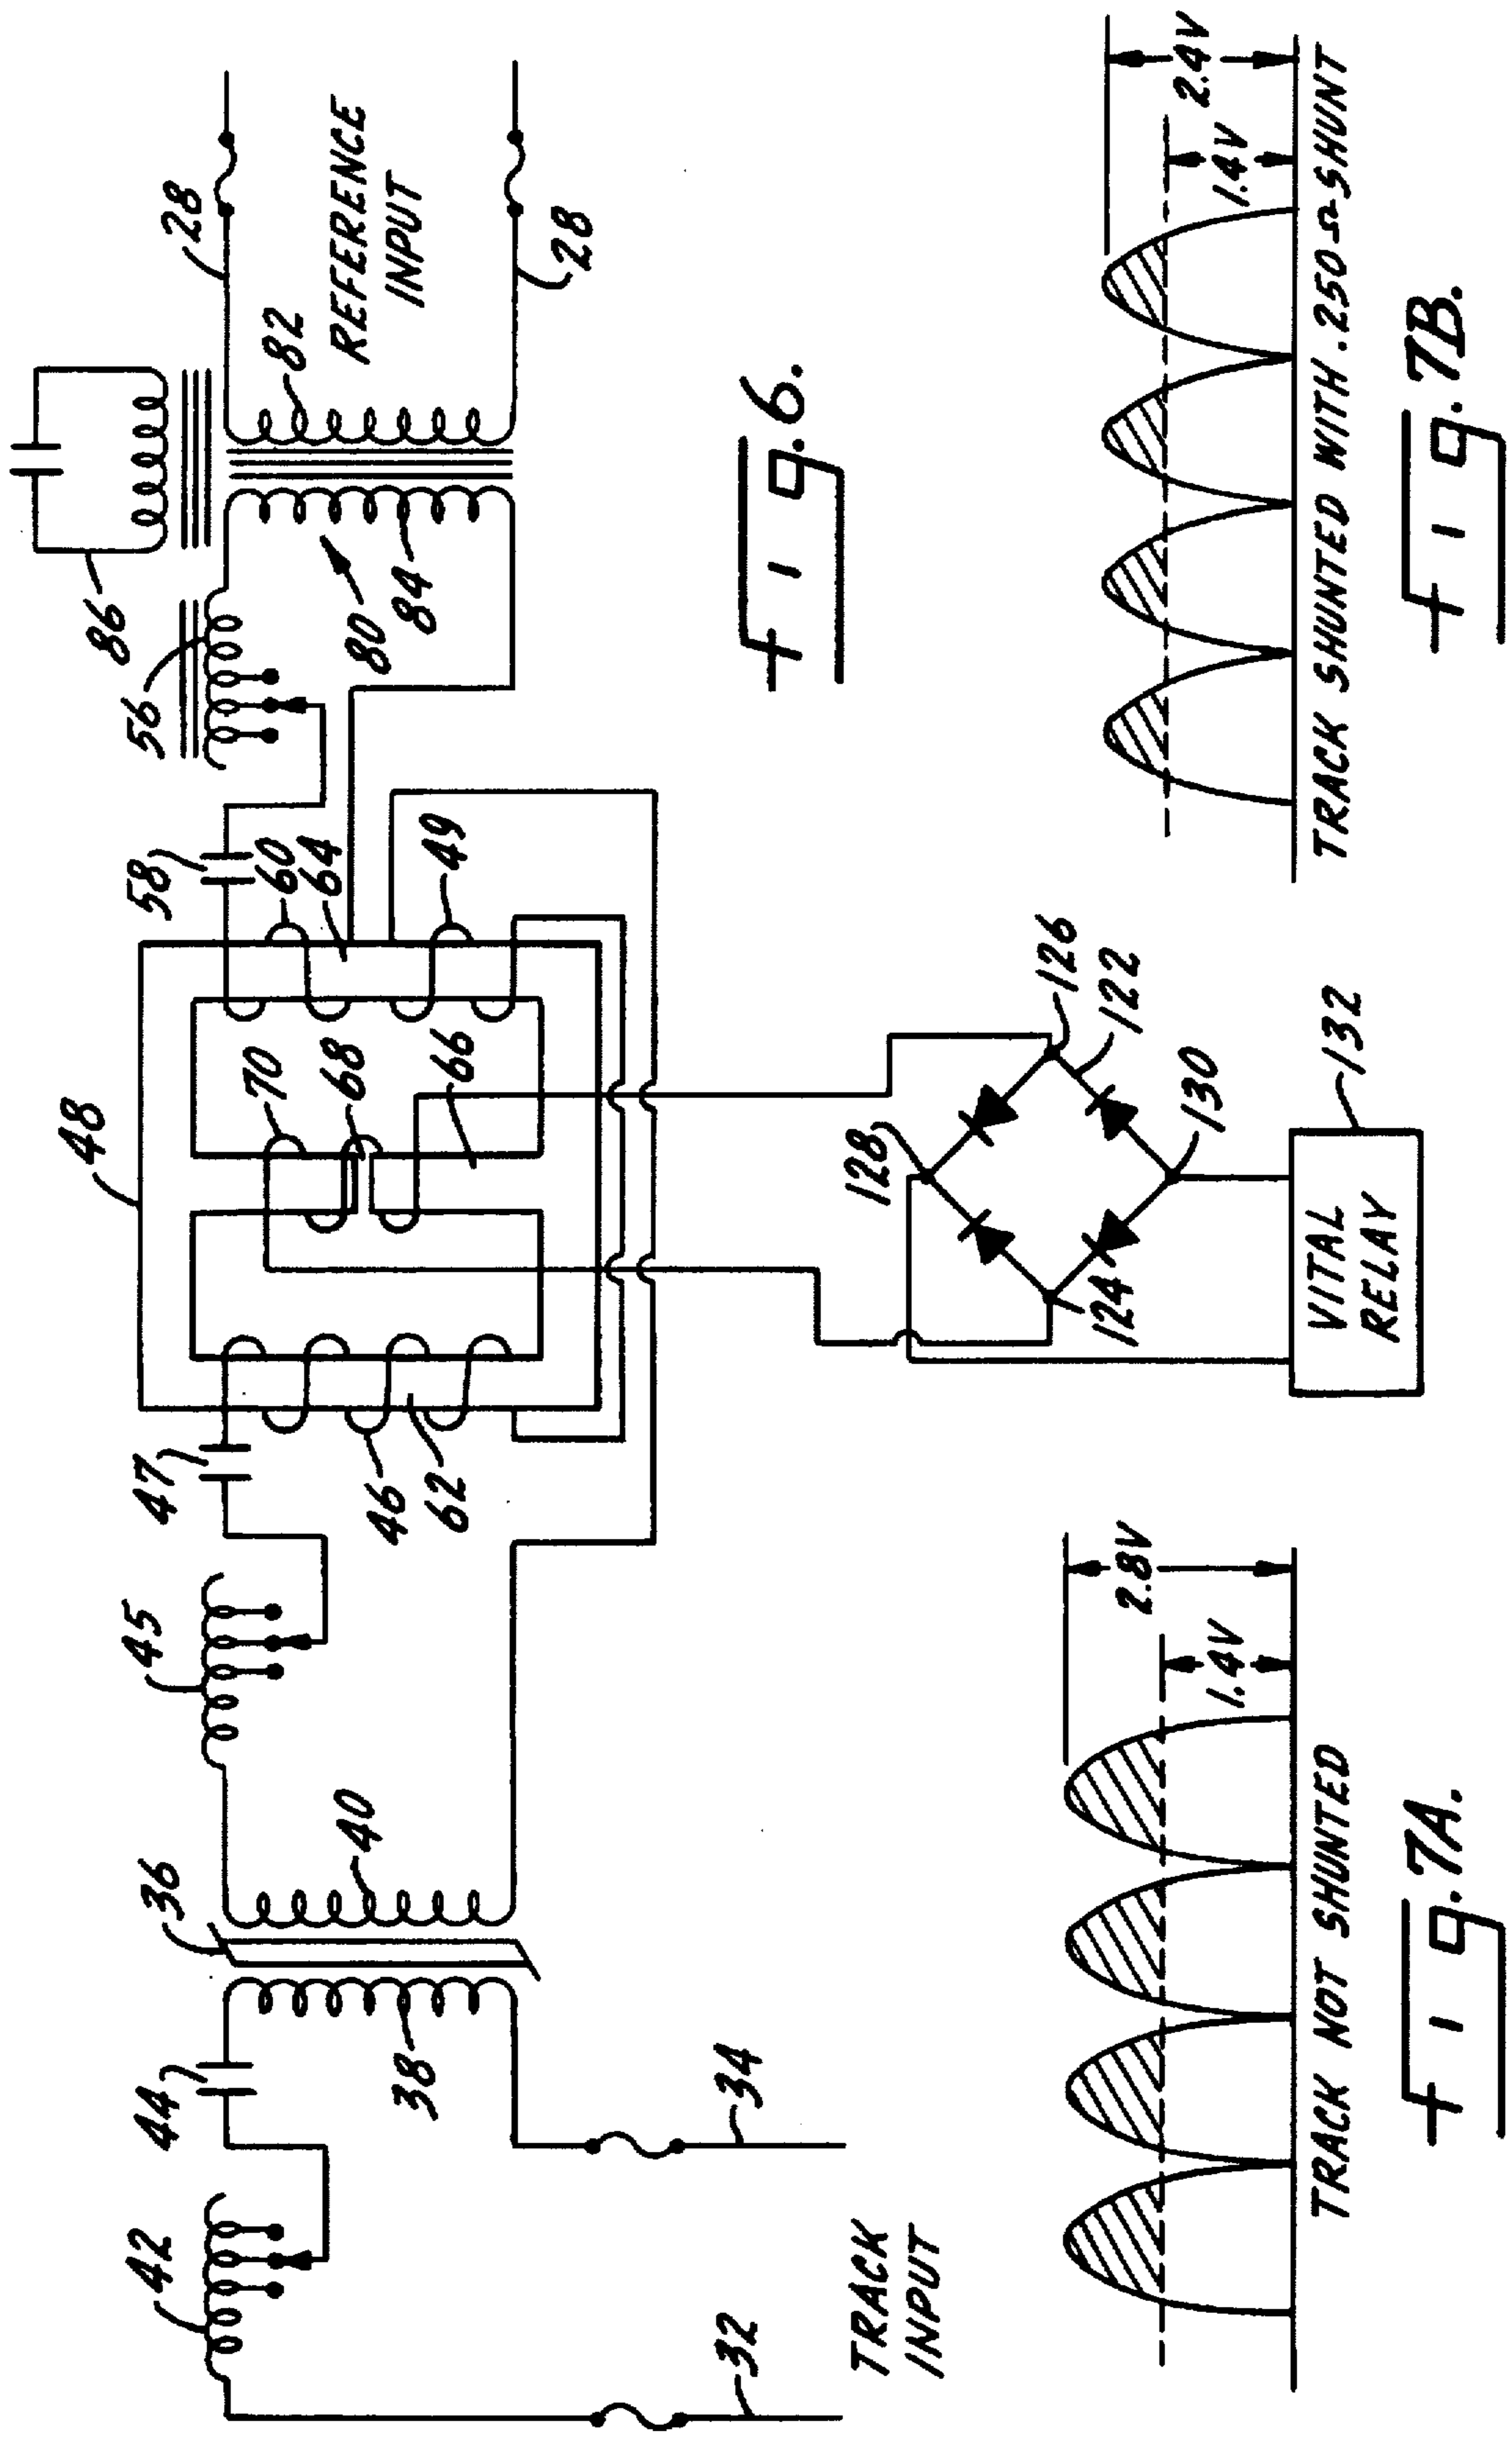 86
28
56
82
REFERENCE
INPUT
28
80
84
58
60
64
49
48
70
68
66
47
46
62
45
36
40
44
38
42
34
32
TRACK
INPUT
126
122
128
130
124
132
VITAL
RELAY
Fig. 6.
2.8V
1.4V
TRACK NOT SHUNTED
Fig. 7A.
2.4V
1.4V
TRACK SHUNTED WITH .250 Ω SHUNT
Fig. 7B.